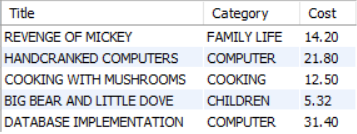 Title Category Cost
REVENGE OF MICKEY FAMILY LIFE 14.20
HANDCRANKED COMPUTERS COMPUTER 21.80
COOKING WITH MUSHROOMS COOKING 12.50
BIG BEAR AND LITTLE DOVE CHILDREN 5.32
DATABASE IMPLEMENTATION COMPUTER 31.40